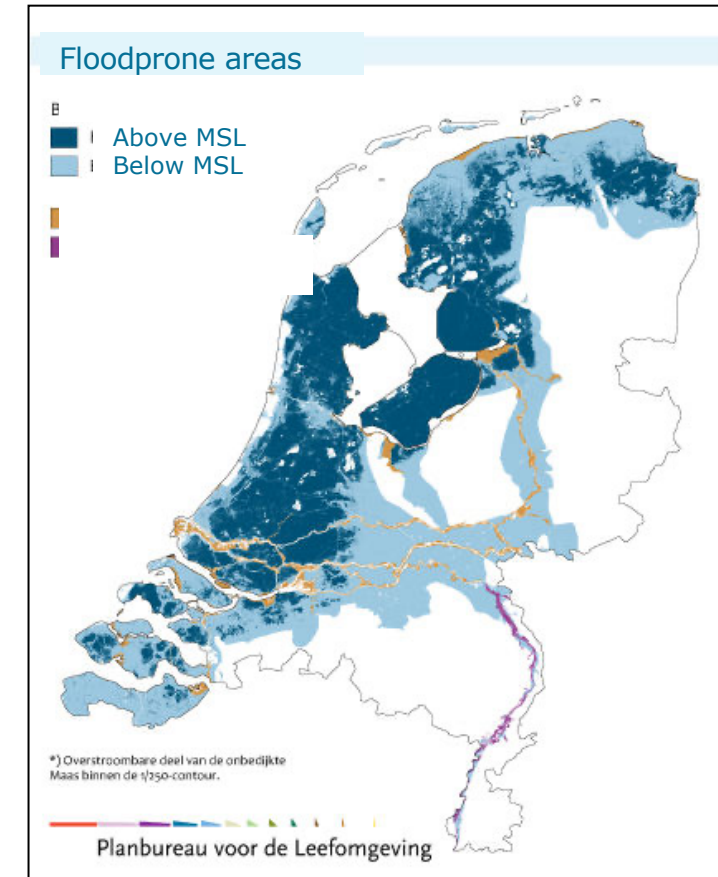 Floodprone areas
B
Above MSL
Below MSL
*) Overstroombare deel van de onbedijkte
Maas binnen de 1/250-contour.
Planbureau voor de Leefomgeving